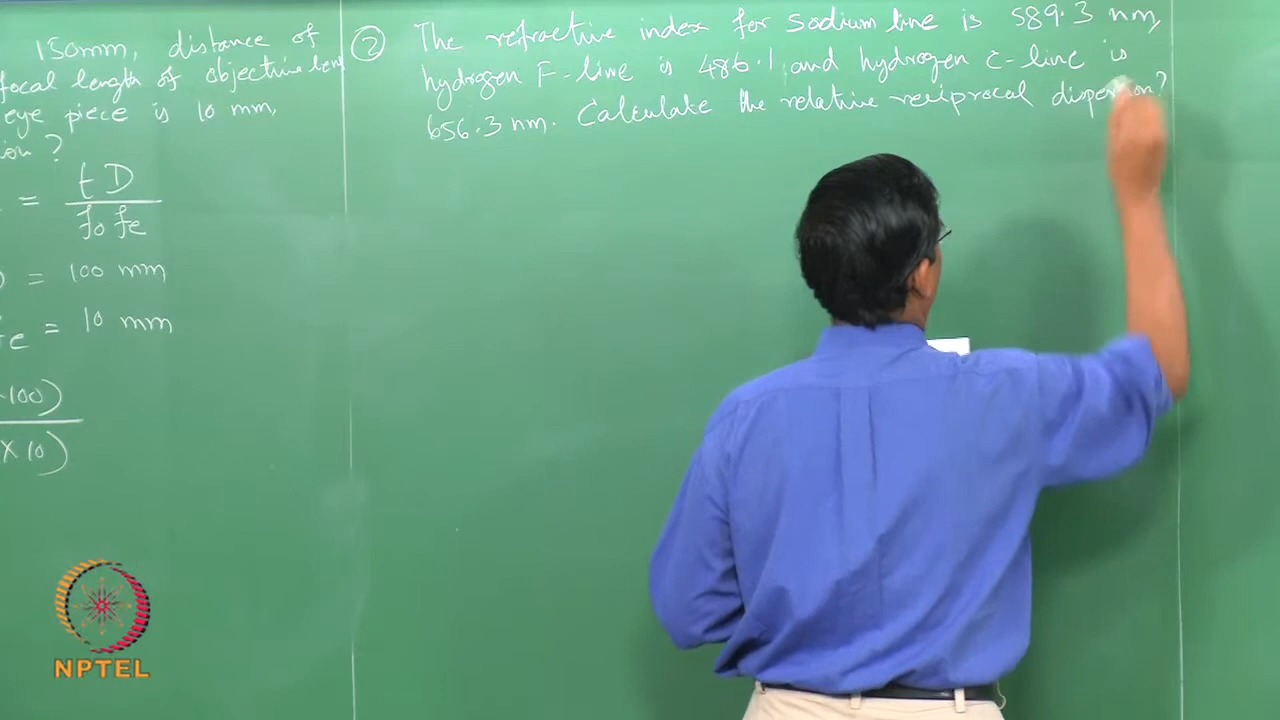 150mm, distance of
focal length of objective lens
eye piece is 10 mm,
ion ?
= tD
fo fe
= 100 mm
e = 10 mm
100)
× 10)
② The refractive index for sodium line is 589.3 nm,
hydrogen F-line is 486.1, and hydrogen c-line is
656.3 nm. Calculate the relative reciprocal dispersion?
NPTEL